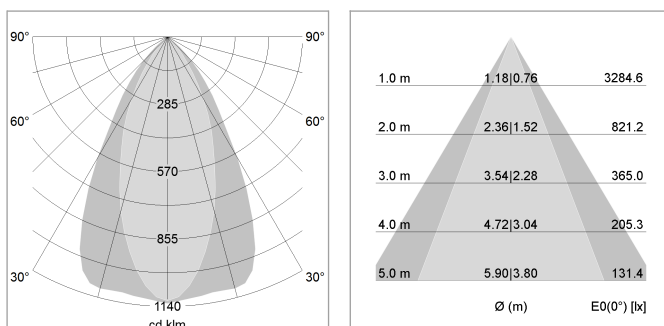 90° 90°
285
60° 60°
570
855
30° 30°
1140
cd klm
1.0 m 1.18|0.76 3284.6
2.0 m 2.36|1.52 821.2
3.0 m 3.54|2.28 365.0
4.0 m 4.72|3.04 205.3
5.0 m 5.90|3.80 131.4
Ø (m) E0(0°) [lx]